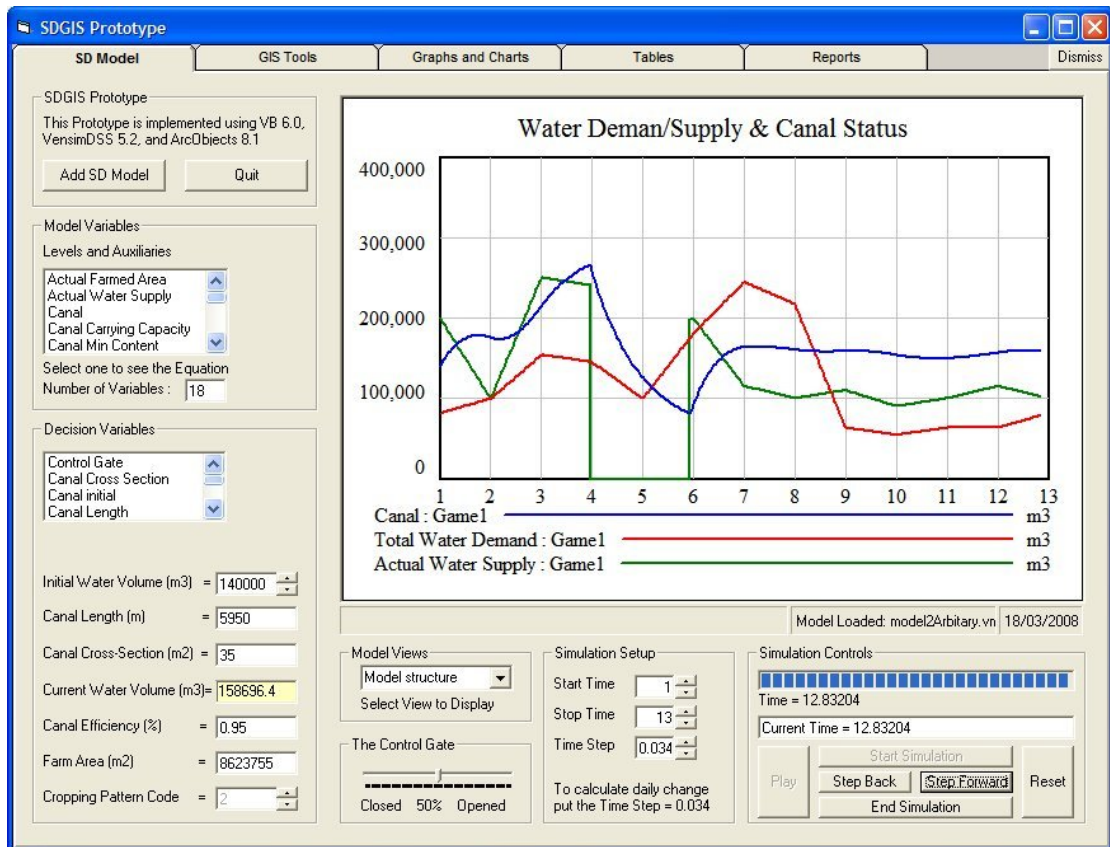 SDGIS Prototype
SD Model GIS Tools Graphs and Charts Tables Reports Dismiss
SDGIS Prototype
This Prototype is implemented using VB 6.0,
VensimDSS 5.2, and ArcObjects 8.1
Add SD Model Quit
Model Variables
Levels and Auxiliaries
Actual Farmed Area
Actual Water Supply
Canal
Canal Carrying Capacity
Canal Min Content
Select one to see the Equation
Number of Variables : 18
Decision Variables
Control Gate
Canal Cross Section
Canal initial
Canal Length
Initial Water Volume (m3) = 140000
Canal Length (m) = 5950
Canal Cross-Section (m2) = 35
Current Water Volume (m3)= 158696.4
Canal Efficiency (%) = 0.95
Farm Area (m2) = 8623755
Cropping Pattern Code = 2
Water Deman/Supply & Canal Status
400,000
300,000
200,000
100,000
0
1 2 3 4 5 6 7 8 9 10 11 12 13
Canal : Game1 m3
Total Water Demand : Game1 m3
Actual Water Supply : Game1 m3
Model Loaded: model2Arbitary.vn 18/03/2008
Model Views
Model structure
Select View to Display
The Control Gate
Closed 50% Opened
Simulation Setup
Start Time 1
Stop Time 13
Time Step 0.034
To calculate daily change
put the Time Step = 0.034
Simulation Controls
Time = 12.83204
Current Time = 12.83204
Start Simulation
Play Step Back Step Forward Reset
End Simulation